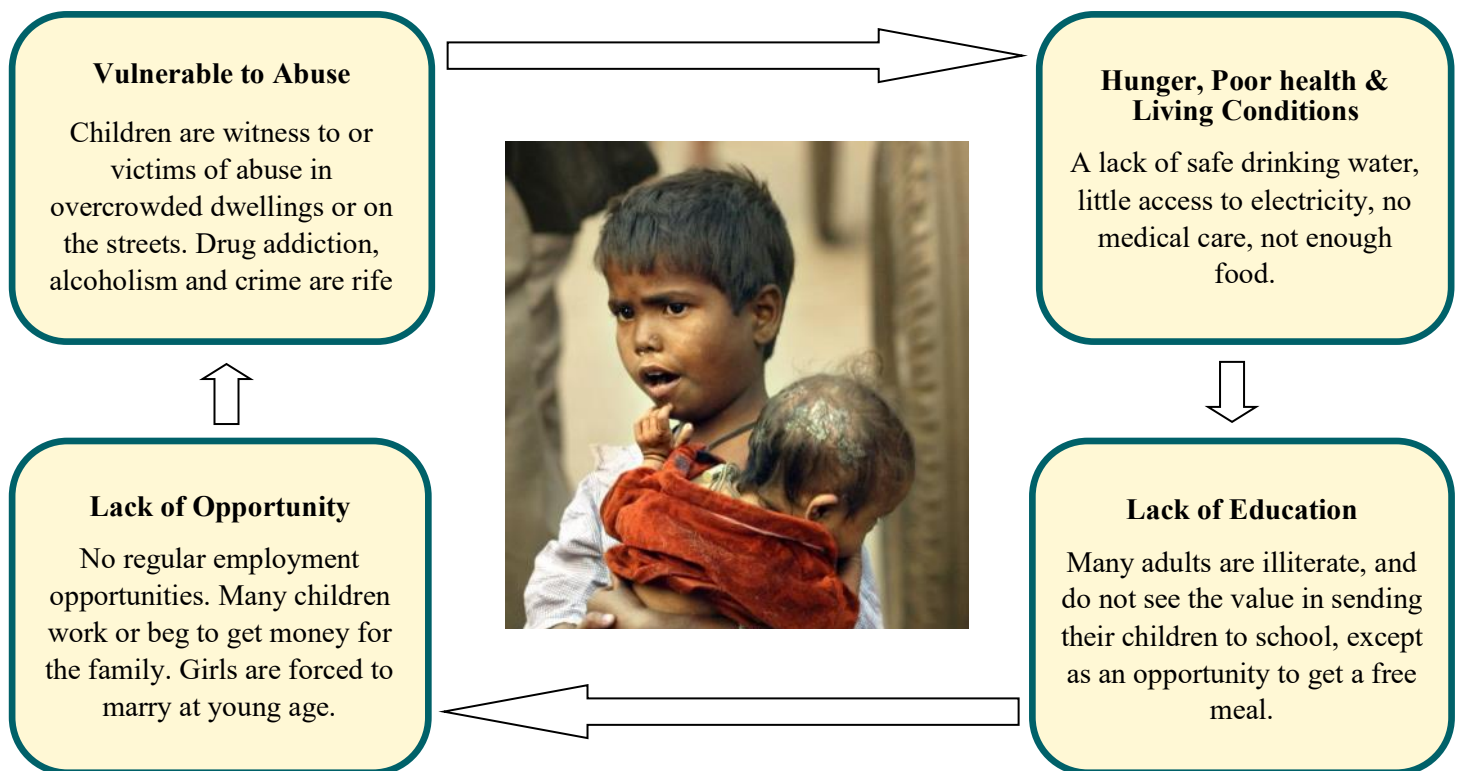 Vulnerable to Abuse
Children are witness to or
victims of abuse in
overcrowded dwellings or on
the streets. Drug addiction,
alcoholism and crime are rife
Hunger, Poor health &
Living Conditions
A lack of safe drinking water,
little access to electricity, no
medical care, not enough
food.
Lack of Opportunity
No regular employment
opportunities. Many children
work or beg to get money for
the family. Girls are forced to
marry at young age.
Lack of Education
Many adults are illiterate, and
do not see the value in sending
their children to school, except
as an opportunity to get a free
meal.